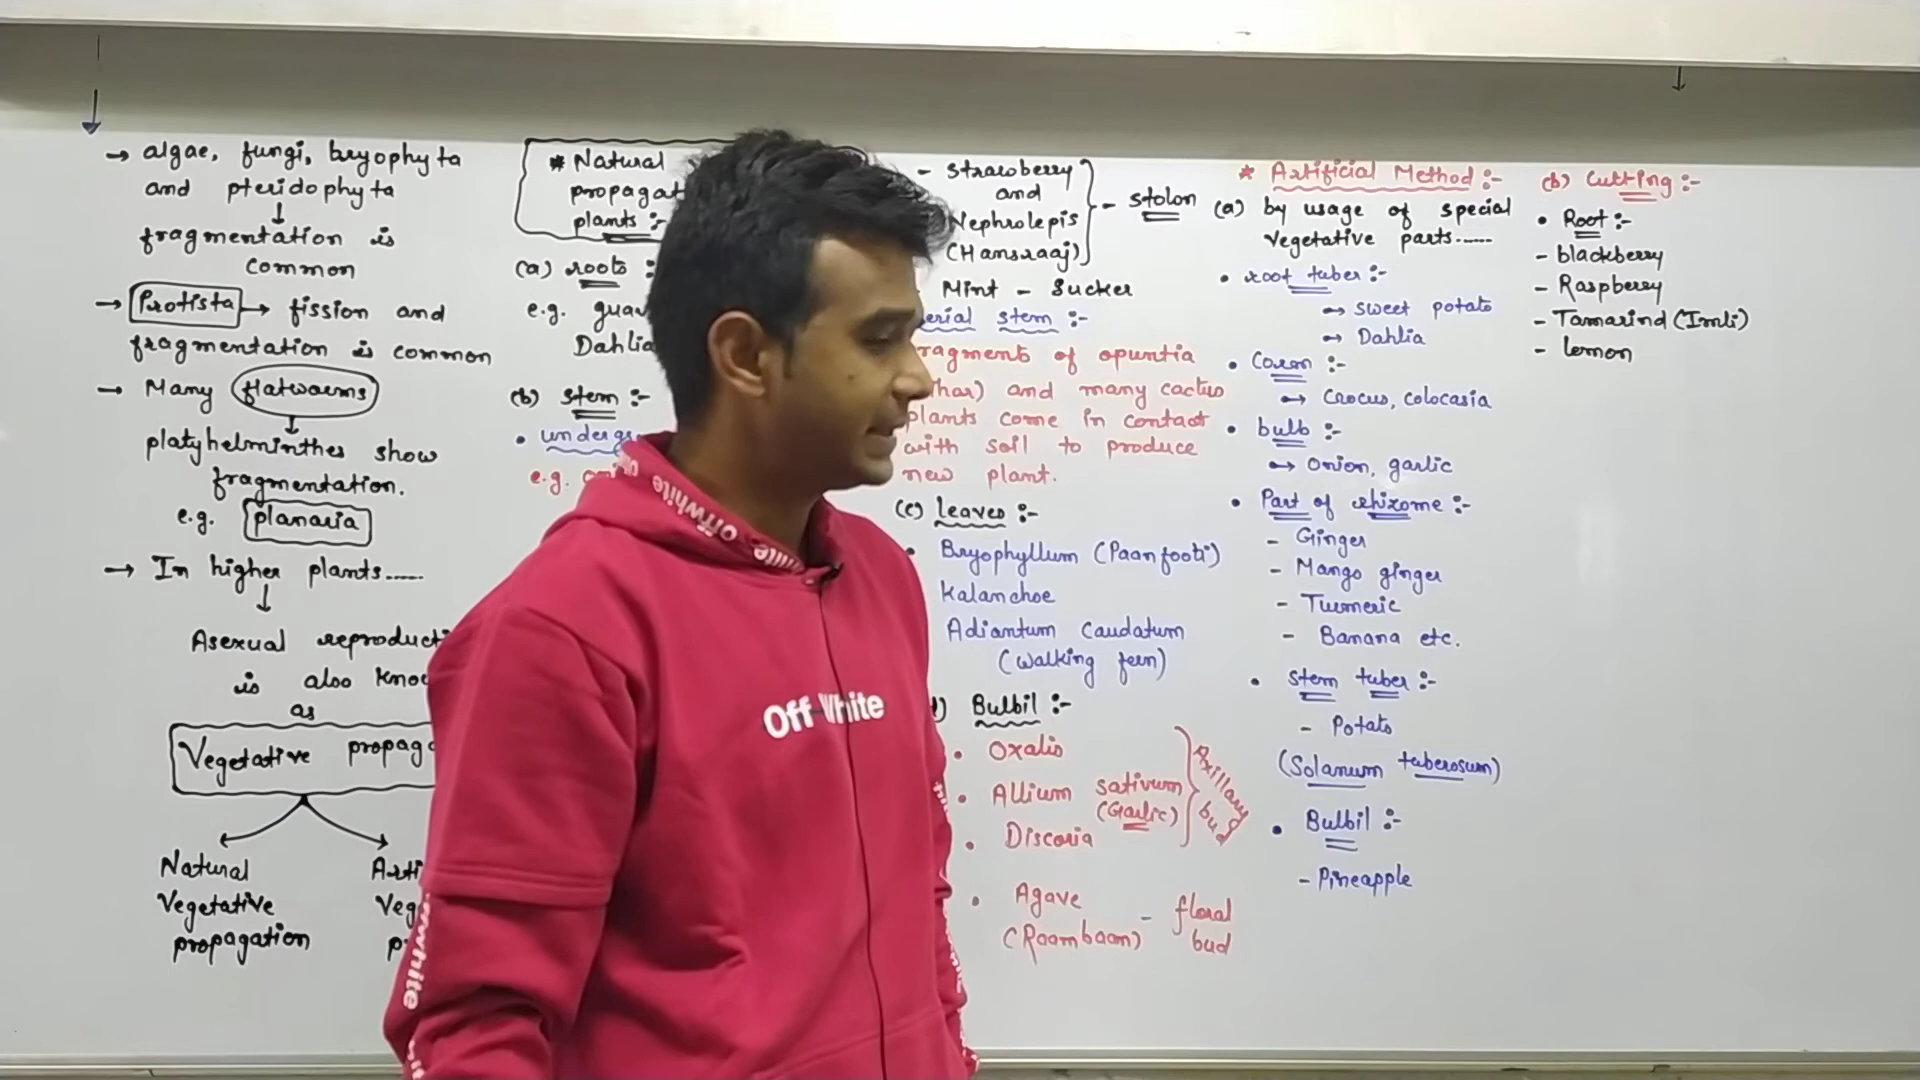 → algae, fungi, bryophyta
and pteridophyta
↓
fragmentation is
common
→ Protista → fission and
fragmentation is common
→ Many flatworms
↓
platyhelminthes show
fragmentation.
e.g. planaria
→ In higher plants......
↓
Asexual
is also
as
Vegetative
Natural
Vegetative
propagation
* Natural
plants :-
(a) roots :
e.g.
Dahlia
(b) stem :-
•
e.g.
- Strawberry
and
Nephrolepis
(Hansraaj)
- stolon
Mint - Sucker
stem :-
of opuntia
and many cactus
plants come in contact
with soil to produce
new plant.
(c) leaves :-
• Bryophyllum (Paanfooti)
Kalanchoe
Adiantum Caudatum
(walking fern)
Bulbil :-
• Oxalis
• Allium sativum
(Garlic)
• Discoria
Axillary
bud
• Agave
(Raambaan) - floral
bud
* Artificial Method :-
(a) by usage of special
vegetative parts......
• root tuber :-
→ sweet potato
→ Dahlia
• Corm :-
→ Crocus, colocasia
• bulb :-
→ Onion, garlic
• Part of rhizome :-
- Ginger
- Mango ginger
- Turmeric
- Banana etc.
• stem tuber :-
- Potato
(Solanum tuberosum)
• Bulbil :-
- Pineapple
(b) Cutting :-
• Root :-
- blackberry
- Raspberry
- Tamarind (Imli)
- lemon
offwhite
Off-White